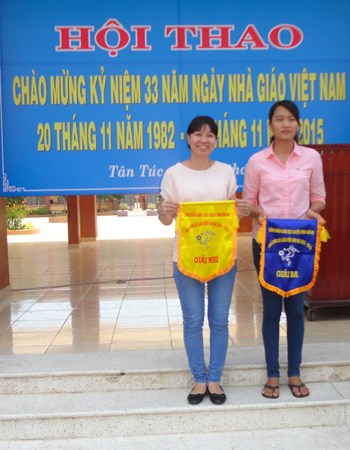 HỘI THAO
CHÀO MỪNG KỶ NIỆM 33 NĂM NGÀY NHÀ GIÁO VIỆT NAM
20 THÁNG 11 NĂM 1982 - THÁNG 11 2015
Tân Túc
GIẢI NHÌ
GIẢI BA